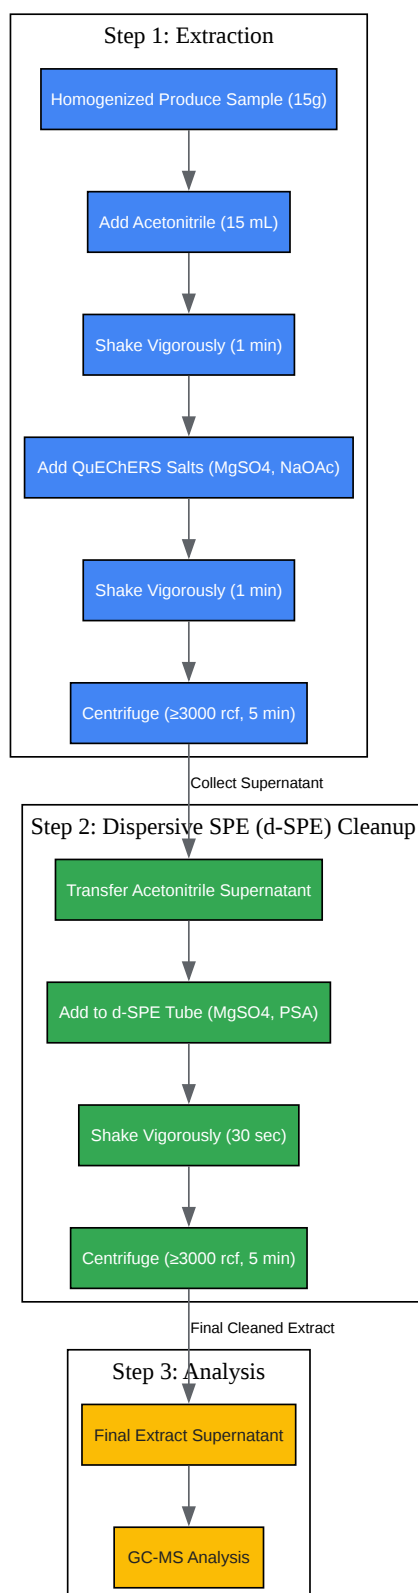 Step 1: Extraction
Homogenized Produce Sample (15g)
Add Acetonitrile (15 mL)
Shake Vigorously (1 min)
Add QuEChERS Salts (MgSO4, NaOAc)
Shake Vigorously (1 min)
Centrifuge (≥3000 rcf, 5 min)
Collect Supernatant
Step 2: Dispersive SPE (d-SPE) Cleanup
Transfer Acetonitrile Supernatant
Add to d-SPE Tube (MgSO4, PSA)
Shake Vigorously (30 sec)
Centrifuge (≥3000 rcf, 5 min)
Final Cleaned Extract
Step 3: Analysis
Final Extract Supernatant
GC-MS Analysis